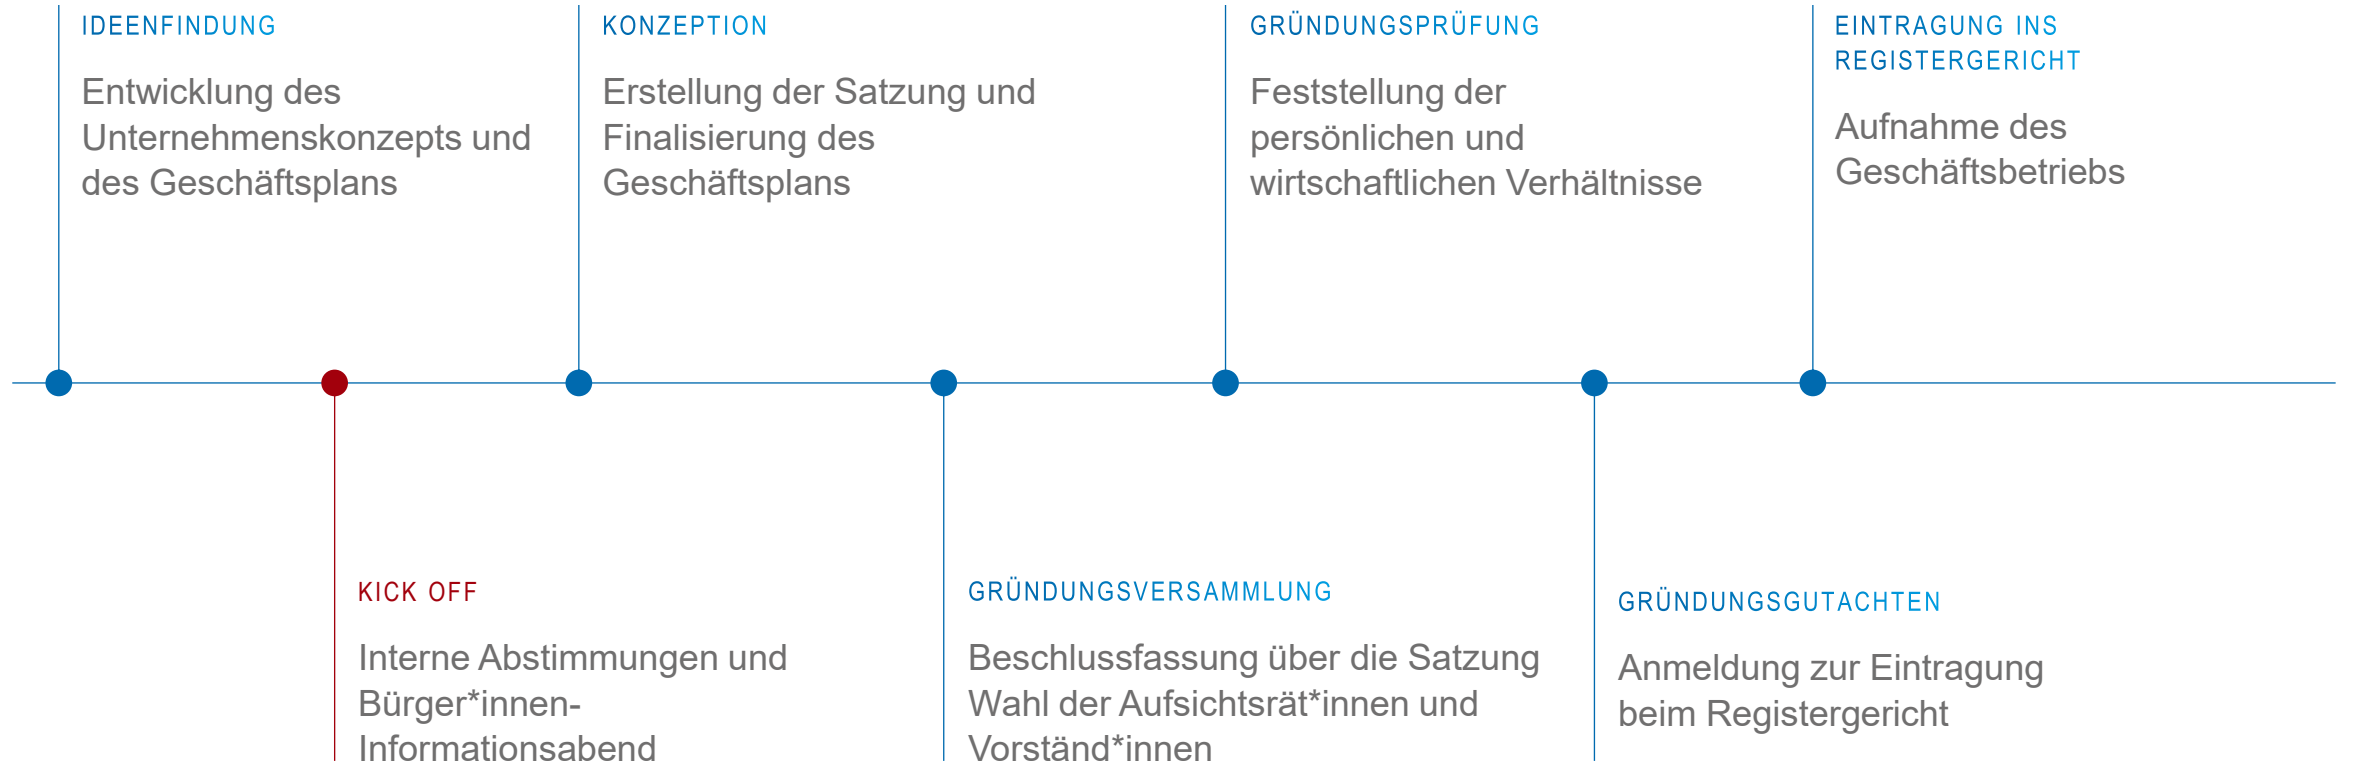 IDEENFINDUNG
Entwicklung des
Unternehmenskonzepts und
des Geschäftsplans
KICK OFF
Interne Abstimmungen und
Bürger*innen-
Informationsabend
KONZEPTION
Erstellung der Satzung und
Finalisierung des
Geschäftsplans
GRÜNDUNGSVERSAMMLUNG
Beschlussfassung über die Satzung
Wahl der Aufsichtsrät*innen und
Vorständ*innen
GRÜNDUNGSPRÜFUNG
Feststellung der
persönlichen und
wirtschaftlichen Verhältnisse
GRÜNDUNGSGUTACHTEN
Anmeldung zur Eintragung
beim Registergericht
EINTRAGUNG INS
REGISTERGERICHT
Aufnahme des
Geschäftsbetriebs